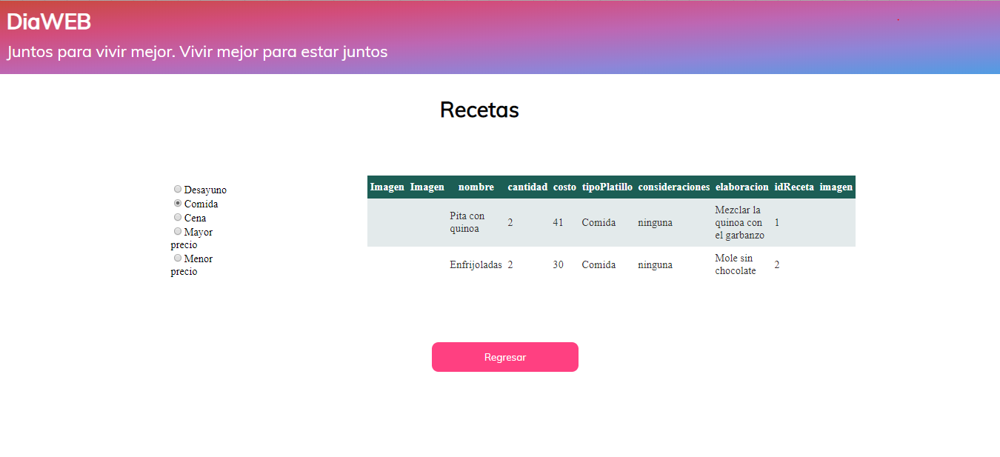 DiaWEB
Juntos para vivir mejor. Vivir mejor para estar juntos
Recetas
Desayuno
Comida
Cena
Mayor
precio
Menor
precio
Imagen Imagen nombre cantidad costo tipoPlatillo consideraciones elaboracion idReceta imagen
Pita con
quinoa
2 41 Comida ninguna
Mezclar la
quinoa con
el garbanzo
1
Enfrijoladas 2 30 Comida ninguna
Mole sin
chocolate
2
Regresar